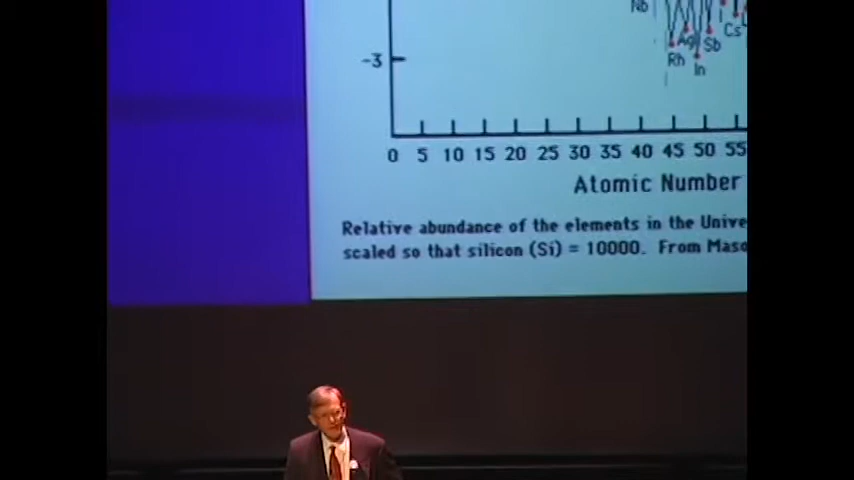 Nb
Cs
Ag
Sb
-3
Rh
In
0 5 10 15 20 25 30 35 40 45 50 55
Atomic Number
Relative abundance of the elements in the Unive
scaled so that silicon (Si) = 10000. From Maso